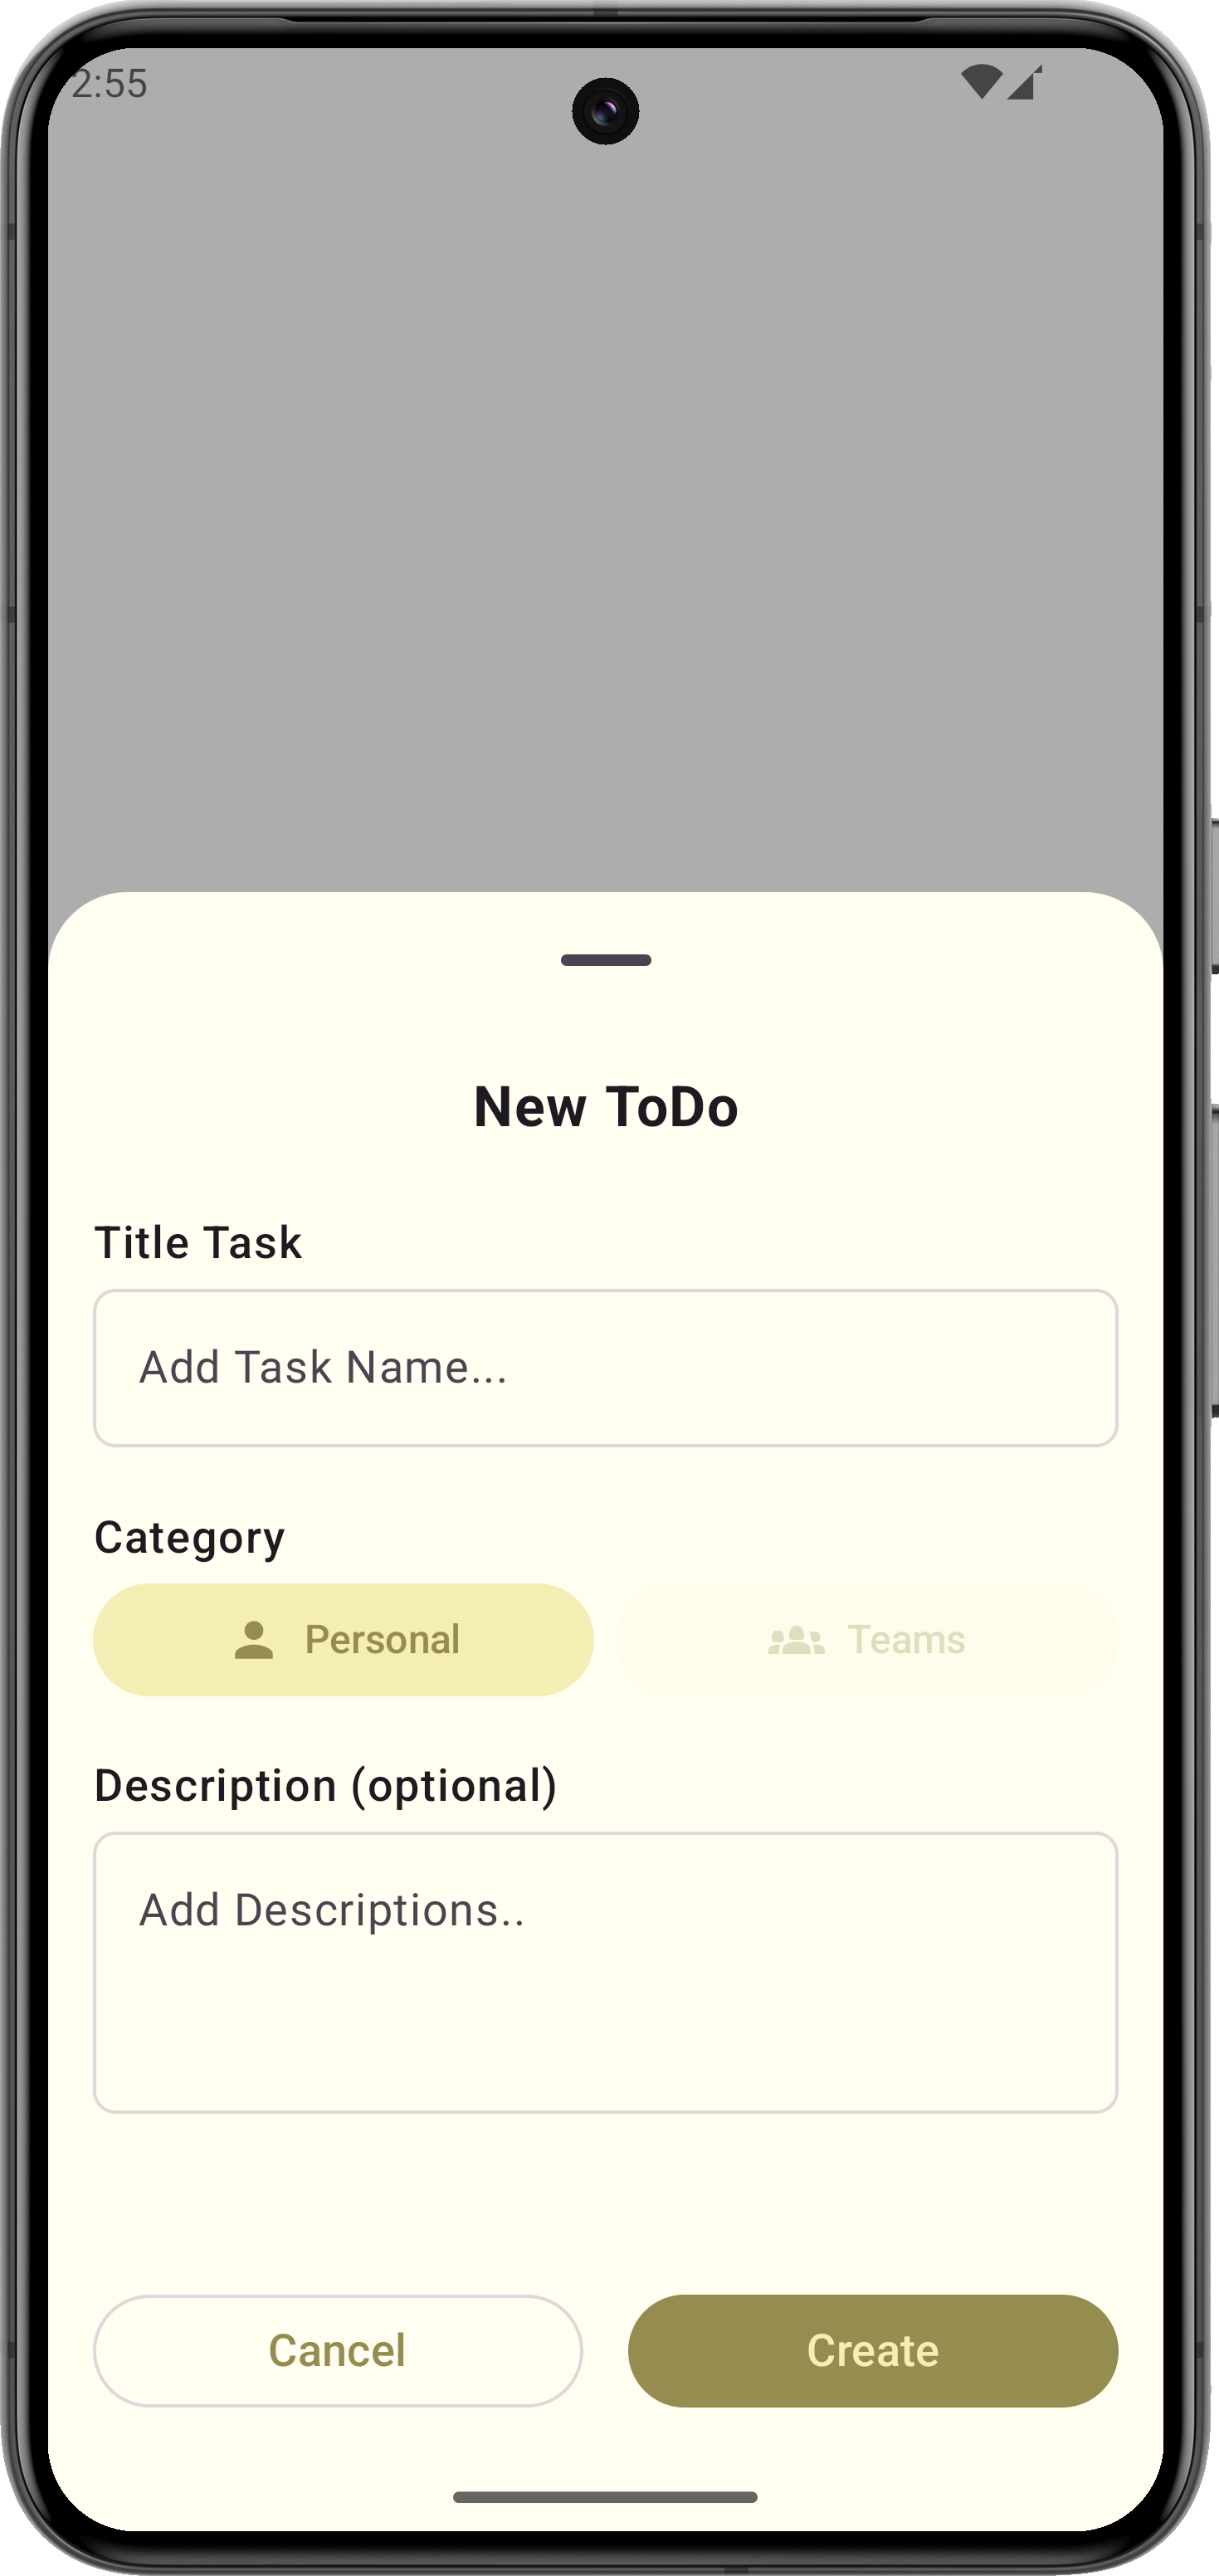 2:55
New ToDo
Title Task
Add Task Name...
Category
Personal Teams
Description (optional)
Add Descriptions..
Cancel Create